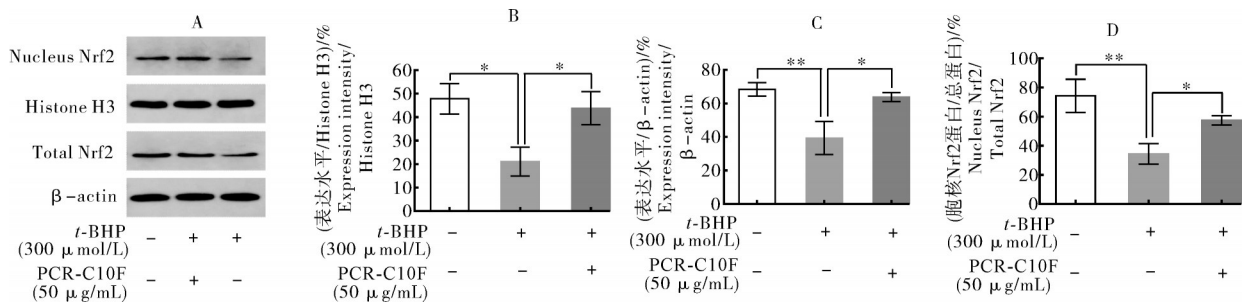 A
Nucleus Nrf2
Histone H3
Total Nrf2
β-actin
t-BHP
(300 μmol/L)
- + +
PCR-C10F
(50 μg/mL)
- + -
B
(表达水平/Histone H3)/%
Expression intensity/
Histone H3
60
50
40
30
20
10
0
* *
t-BHP
(300 μmol/L)
- + +
PCR-C10F
(50 μg/mL)
- - +
C
(表达水平/β-actin)/%
Expression intensity/
β-actin
80
60
40
20
0
** *
t-BHP
(300 μmol/L)
- + +
PCR-C10F
(50 μg/mL)
- - +
D
(胞核Nrf2蛋白/总蛋白)/%
Nucleus Nrf2/
Total Nrf2
100
80
60
40
20
0
** *
t-BHP
(300 μmol/L)
- + +
PCR-C10F
(50 μg/mL)
- - +